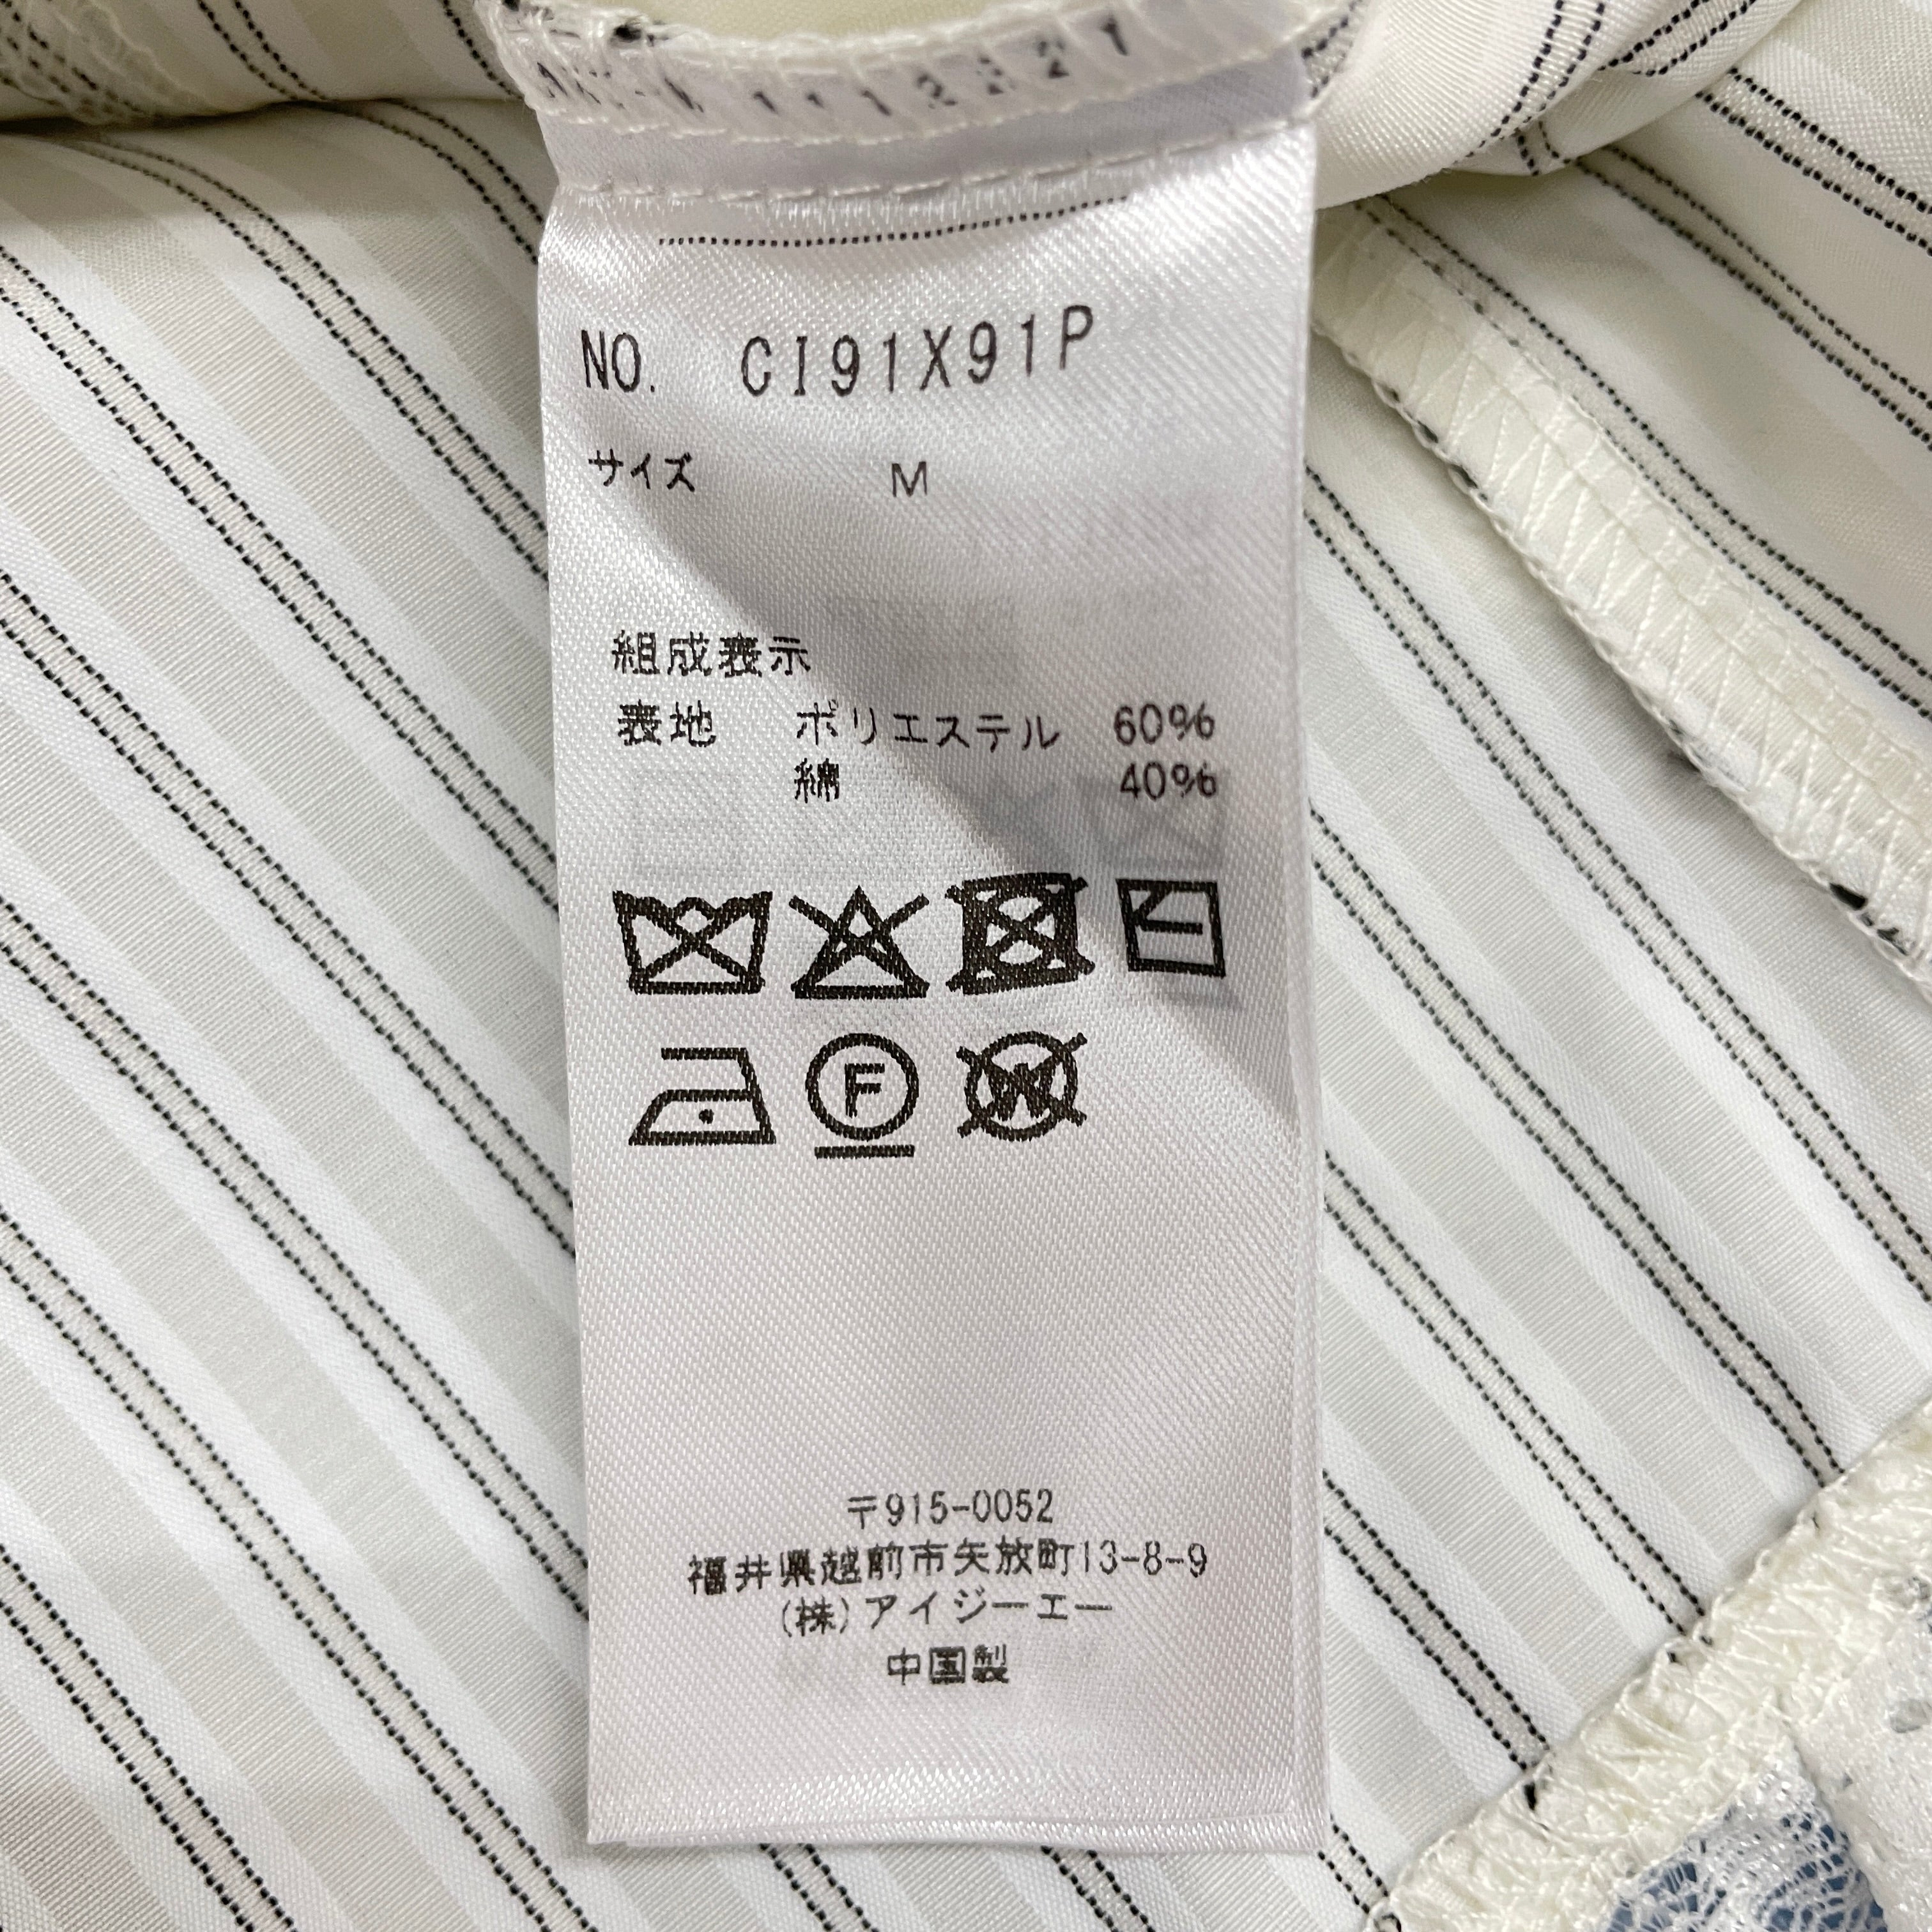 NO. CI91X91P
サイズ M
組成表示
表地 ポリエステル 60%
綿 40%
F
W
〒915-0052
福井県越前市矢放町13-8-9
(株)アイジーエー
中国製